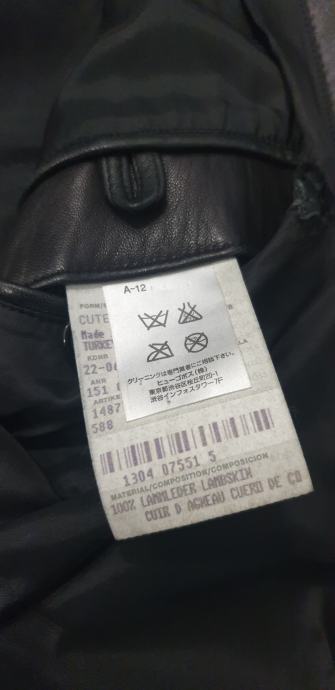 A-12
クリーニングは専門業者にご相談下さい。
ヒューゴボス(株)
東京都渋谷区桜丘町20-1
渋谷インフォスタワー7F
CUTE
Made
TURKE
KDNR
22-0
ANR
151
ARTIKE
1487
588
1304 07551 5
MATERIAL/COMPOSITION/COMPOSICION
100% LAMMLEDER LAMBSKIN
CUIR D AGNEAU CUERO DE CO